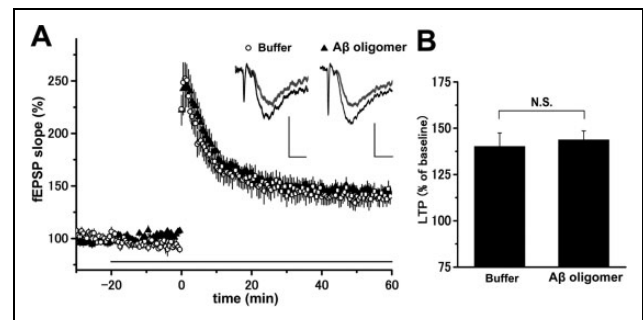 A
Buffer
Aβ oligomer
fEPSP slope (%)
250
200
150
100
−20
0
20
40
60
time (min)
B
LTP (% of baseline)
175
150
125
100
75
N.S.
Buffer
Aβ oligomer